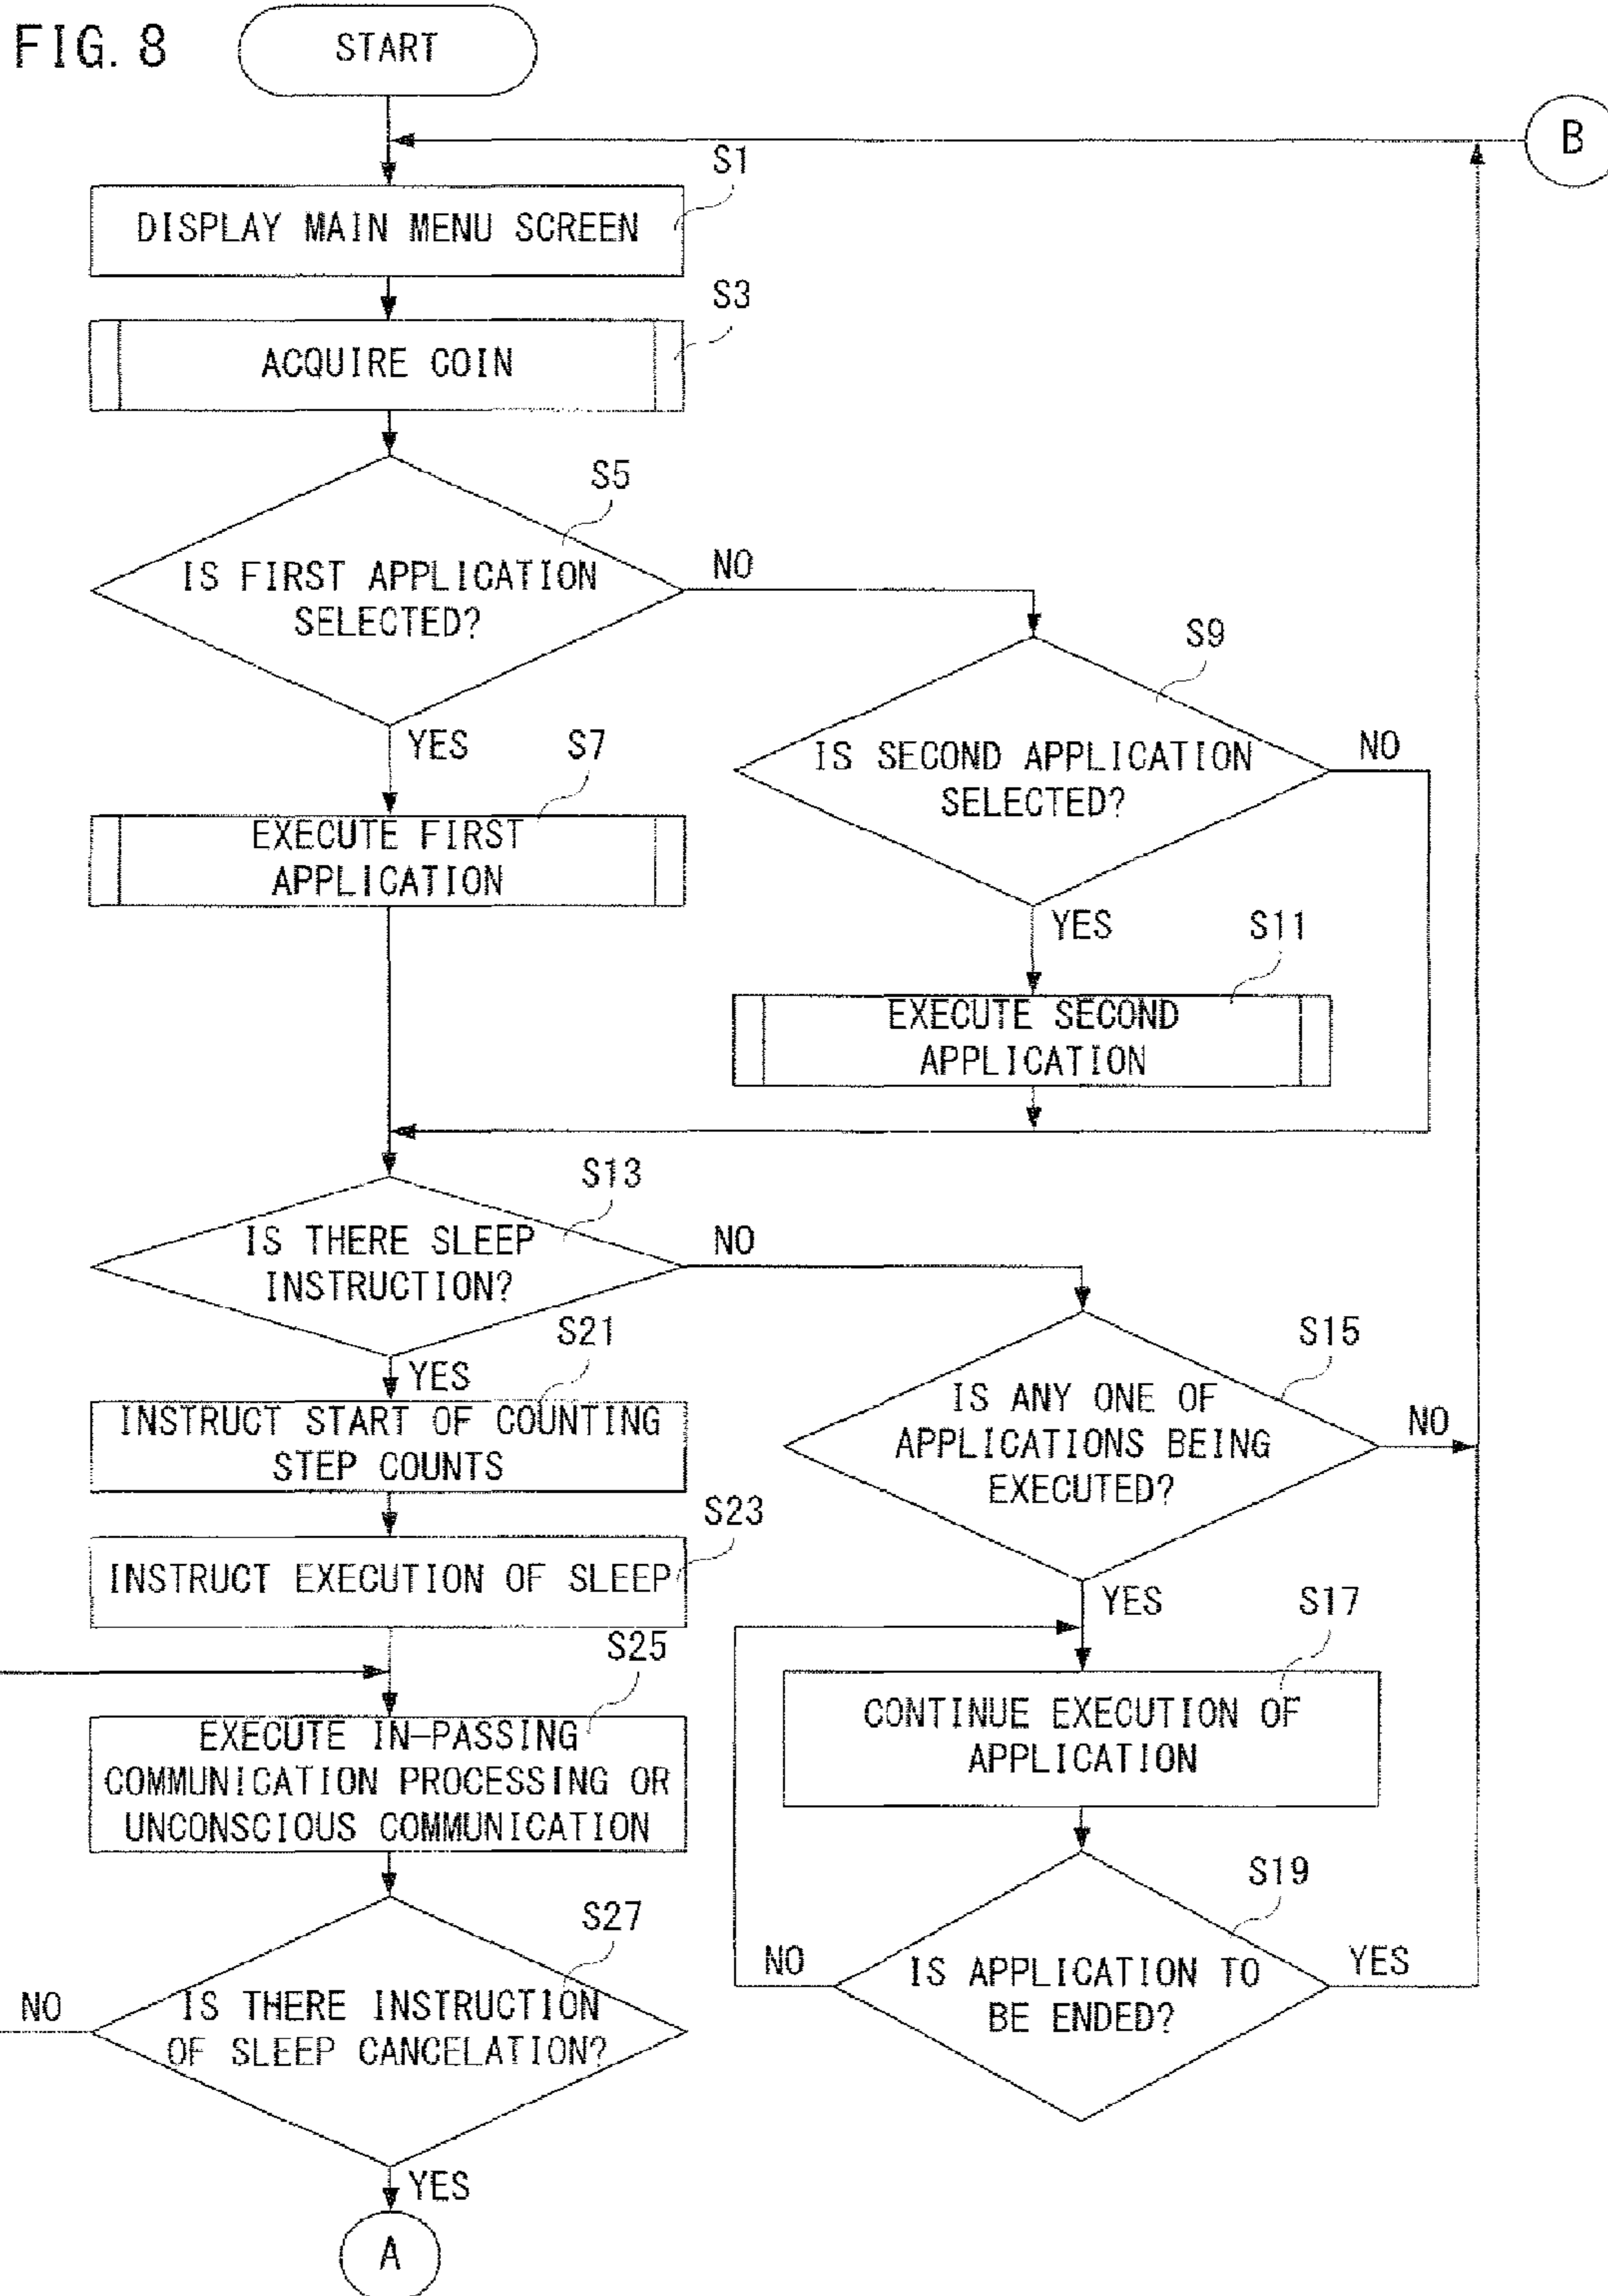 FIG. 8
START
B
S1
DISPLAY MAIN MENU SCREEN
S3
ACQUIRE COIN
S5
IS FIRST APPLICATION
SELECTED?
NO
S9
IS SECOND APPLICATION
SELECTED?
NO
YES
S7
EXECUTE FIRST
APPLICATION
YES
S11
EXECUTE SECOND
APPLICATION
S13
IS THERE SLEEP
INSTRUCTION?
NO
S15
IS ANY ONE OF
APPLICATIONS BEING
EXECUTED?
NO
YES
S21
INSTRUCT START OF COUNTING
STEP COUNTS
S23
INSTRUCT EXECUTION OF SLEEP
YES
S17
CONTINUE EXECUTION OF
APPLICATION
S25
EXECUTE IN-PASSING
COMMUNICATION PROCESSING OR
UNCONSCIOUS COMMUNICATION
S19
IS APPLICATION TO
BE ENDED?
NO
YES
S27
IS THERE INSTRUCTION
OF SLEEP CANCELATION?
NO
YES
A